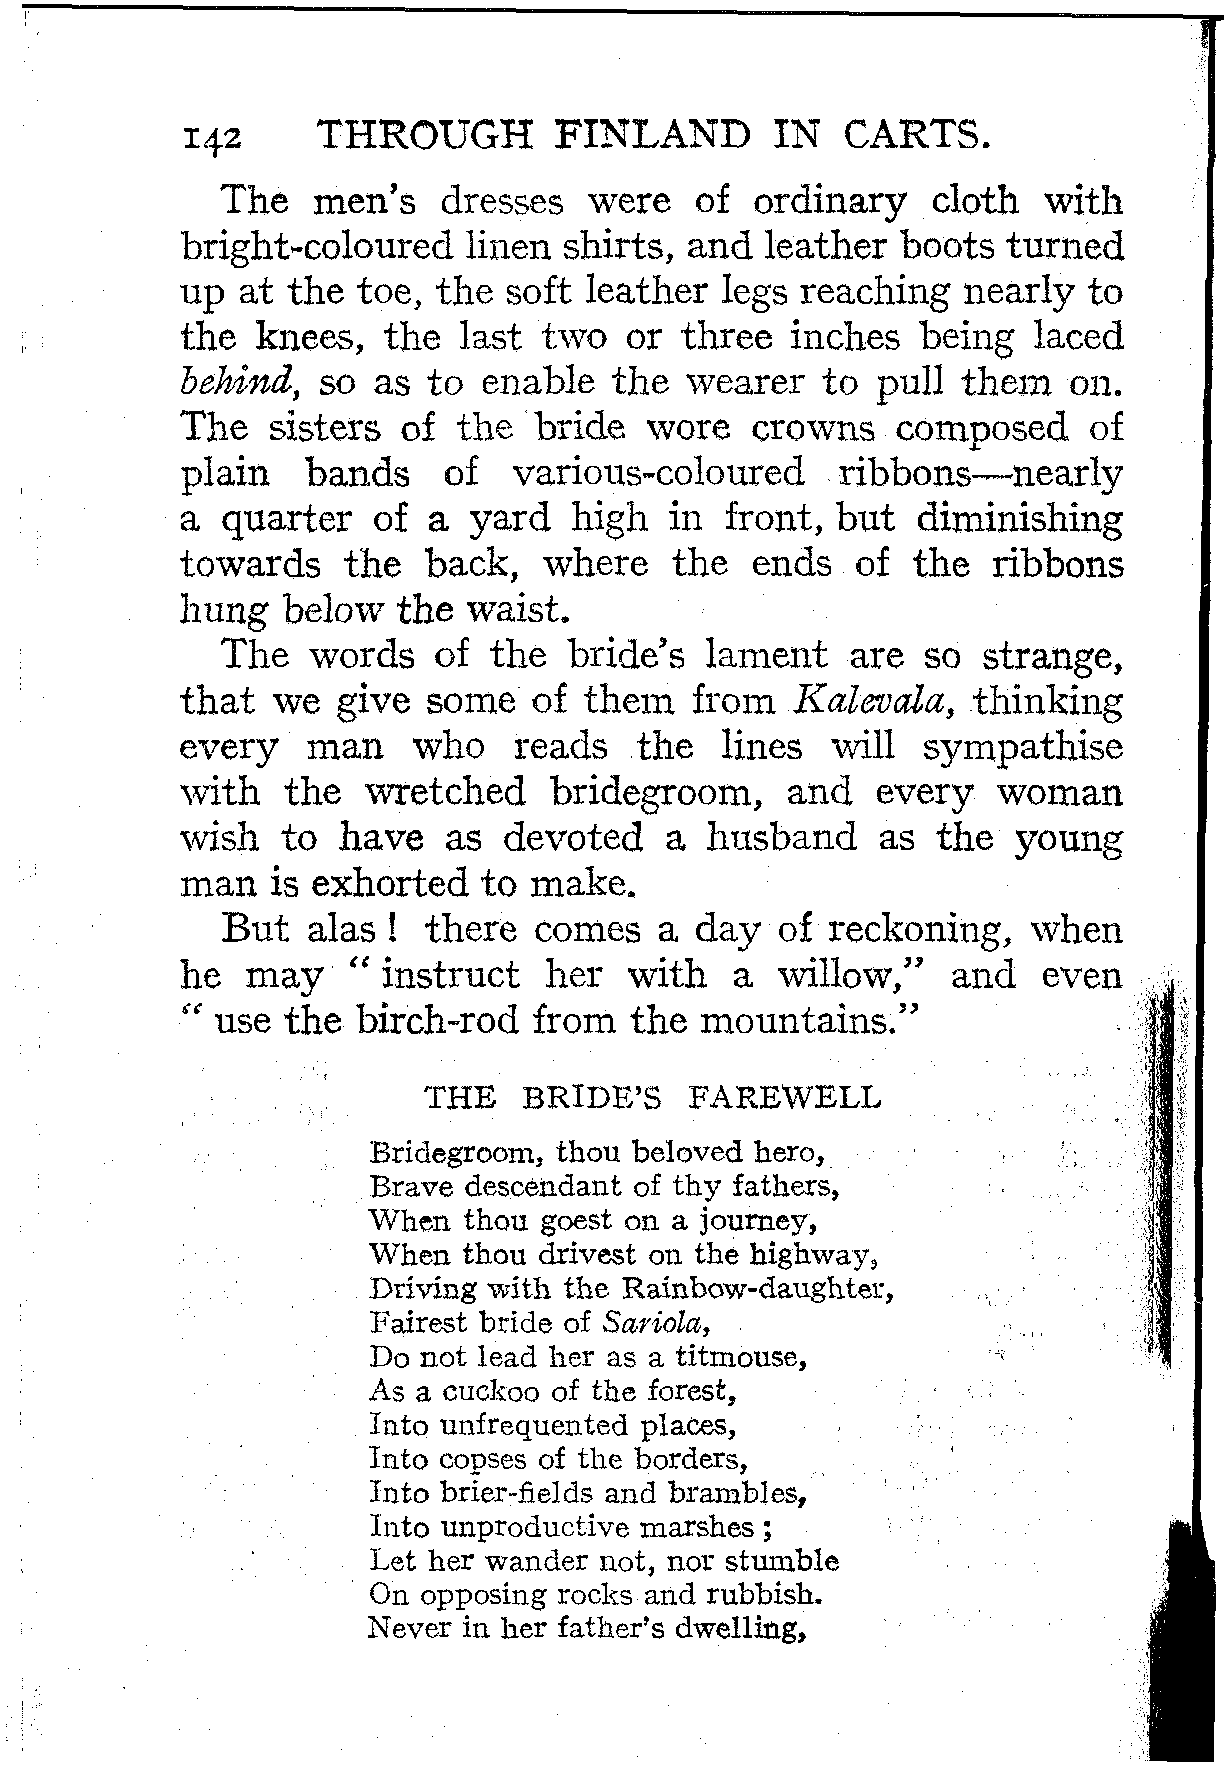 142 THROUGH FINLAND IN CARTS.
The men's dresses were of ordinary cloth with
bright-coloured linen shirts, and leather boots turned
up at the toe, the soft leather legs reaching nearly to
the knees, the last two or three inches being laced
behind, so as to enable the wearer to pull them on.
The sisters of the bride wore crowns composed of
plain bands of various-coloured ribbons—nearly
a quarter of a yard high in front, but diminishing
towards the back, where the ends of the ribbons
hung below the waist.
The words of the bride's lament are so strange,
that we give some of them from Kalevala, thinking
every man who reads the lines will sympathise
with the wretched bridegroom, and every woman
wish to have as devoted a husband as the young
man is exhorted to make.
But alas! there comes a day of reckoning, when
he may "instruct her with a willow," and even
"use the birch-rod from the mountains."
THE BRIDE'S FAREWELL
Bridegroom, thou beloved hero,
Brave descendant of thy fathers,
When thou goest on a journey,
When thou drivest on the highway,
Driving with the Rainbow-daughter,
Fairest bride of Sariola,
Do not lead her as a titmouse,
As a cuckoo of the forest,
Into unfrequented places,
Into copses of the borders,
Into brier-fields and brambles,
Into unproductive marshes;
Let her wander not, nor stumble
On opposing rocks and rubbish.
Never in her father's dwelling,